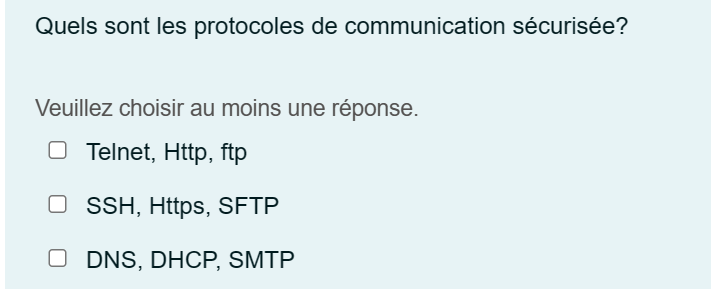 Quels sont les protocoles de communication sécurisée?
Veuillez choisir au moins une réponse.
Telnet, Http, ftp
SSH, Https, SFTP
DNS, DHCP, SMTP